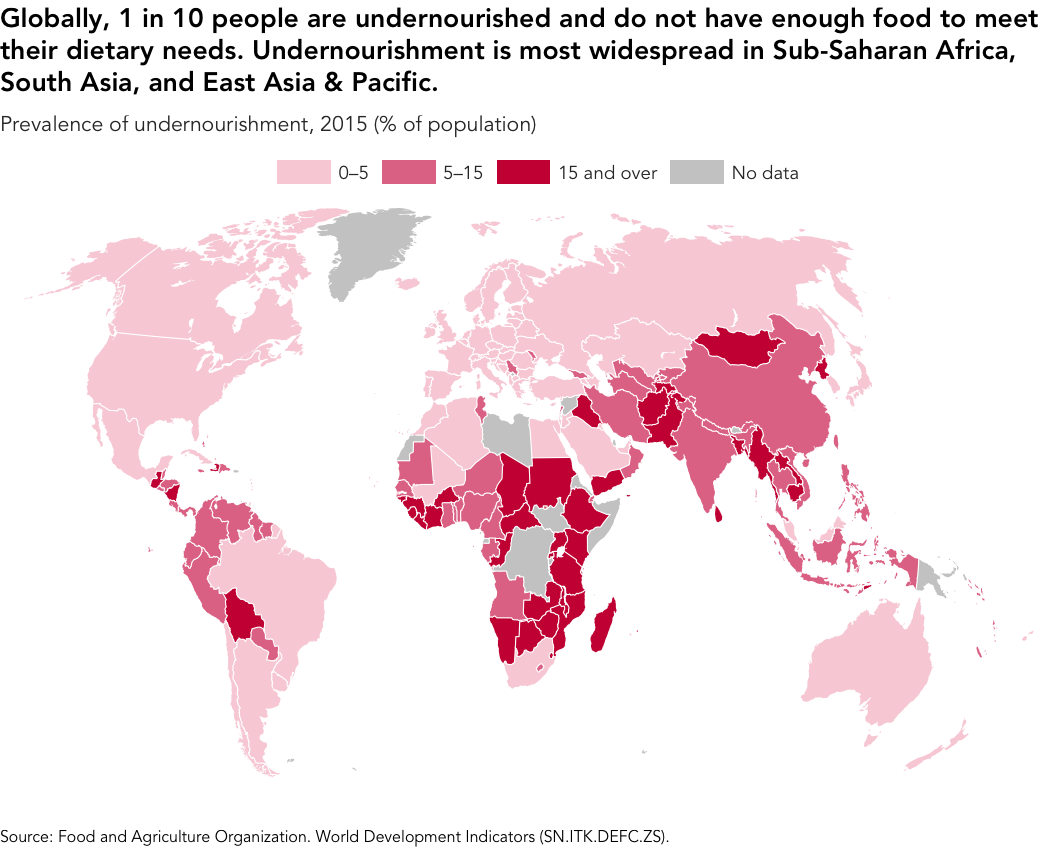 Globally, 1 in 10 people are undernourished and do not have enough food to meet
their dietary needs. Undernourishment is most widespread in Sub-Saharan Africa,
South Asia, and East Asia & Pacific.
Prevalence of undernourishment, 2015 (% of population)
0–5 5–15 15 and over No data
Source: Food and Agriculture Organization. World Development Indicators (SN.ITK.DEFC.ZS).